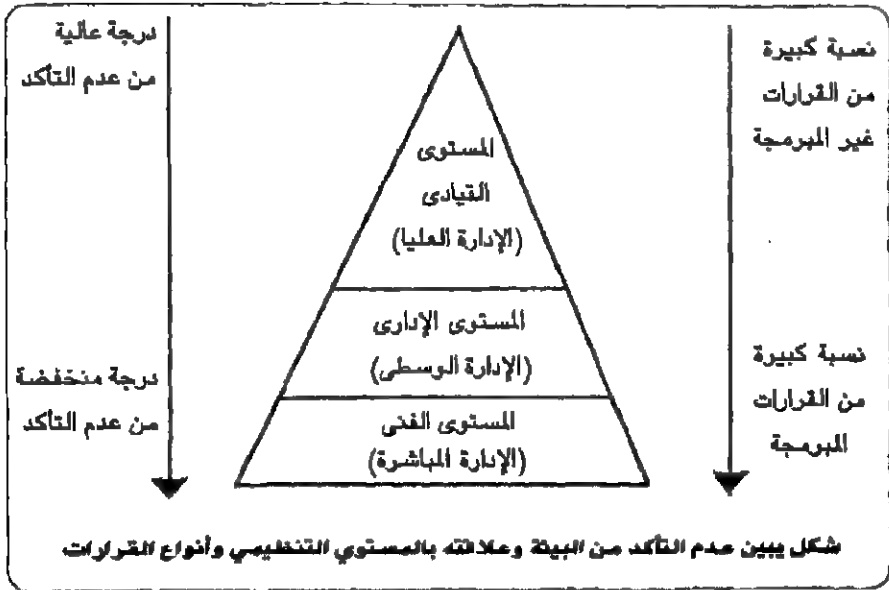 نسبة كبيرة
من القرارات
غير المبرمجة
نسبة كبيرة
من القرارات
المبرمجة
المستوى
القيادى
(الإدارة العليا)
المستوى الإدارى
(الإدارة الوسطى)
المستوى الفنى
(الإدارة المباشرة)
درجة عالية
من عدم التأكد
درجة منخفضة
من عدم التأكد
شكل يبين عدم التأكد من البيئة وعلاقته بالمستوي التنظيمي وأنواع القرارات